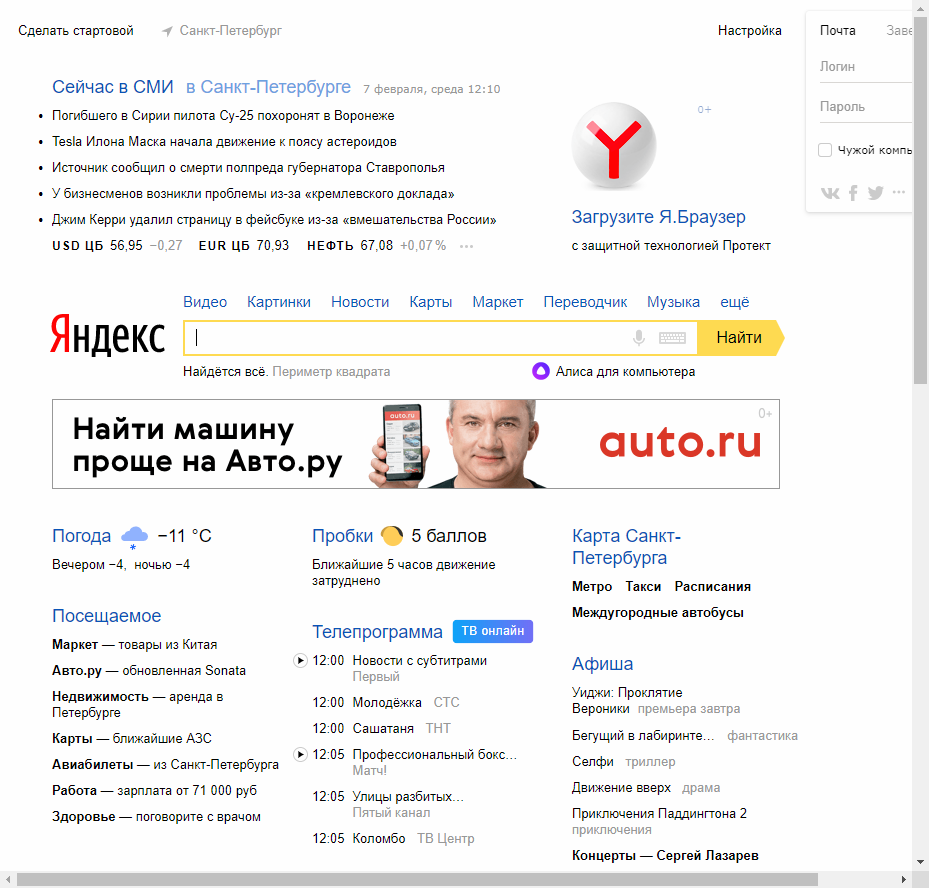 Сделать стартовой
Санкт-Петербург
Настройка
Почта
Логин
Пароль
Чужой
Сейчас в СМИ в Санкт-Петербурге 7 февраля, среда 12:10
• Погибшего в Сирии пилота Су-25 похоронят в Воронеже
• Tesla Илона Маска начала движение к поясу астероидов
• Источник сообщил о смерти полпреда губернатора Ставрополья
• У бизнесменов возникли проблемы из-за «кремлевского доклада»
• Джим Керри удалил страницу в фейсбуке из-за «вмешательства России»
USD ЦБ 56,95 −0,27 EUR ЦБ 70,93 НЕФТЬ 67,08 +0,07 % ···
0+
Загрузите Я.Браузер
с защитной технологией Протект
Видео Картинки Новости Карты Маркет Переводчик Музыка ещё
Яндекс
Найти
Найдётся всё. Периметр квадрата
Алиса для компьютера
Найти машину
проще на Авто.ру
auto.ru
auto.ru
0+
Погода −11 °C
Вечером −4, ночью −4
Посещаемое
Маркет — товары из Китая
Авто.ру — обновленная Sonata
Недвижимость — аренда в
Петербурге
Карты — ближайшие АЗС
Авиабилеты — из Санкт-Петербурга
Работа — зарплата от 71 000 руб
Здоровье — поговорите с врачом
Пробки 5 баллов
Ближайшие 5 часов движение
затруднено
Телепрограмма ТВ онлайн
12:00 Новости с субтитрами
Первый
12:00 Молодёжка СТС
12:00 Сашатаня ТНТ
12:05 Профессиональный бокс...
Матч!
12:05 Улицы разбитых...
Пятый канал
12:05 Коломбо ТВ Центр
Карта Санкт-
Петербурга
Метро Такси Расписания
Междугородные автобусы
Афиша
Уиджи: Проклятие
Вероники премьера завтра
Бегущий в лабиринте... фантастика
Селфи триллер
Движение вверх драма
Приключения Паддингтона 2
приключения
Концерты — Сергей Лазарев